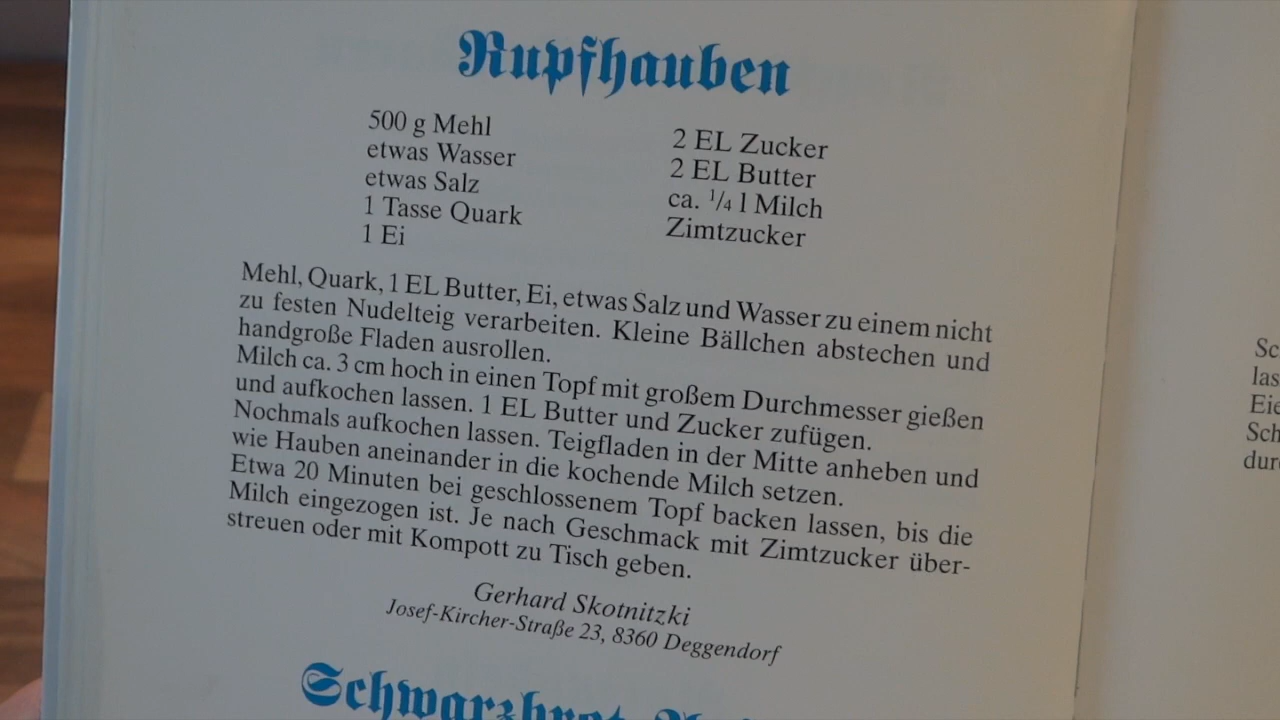 Rupfhauben
500 g Mehl
etwas Wasser
etwas Salz
1 Tasse Quark
1 Ei
2 EL Zucker
2 EL Butter
ca. ¼ l Milch
Zimtzucker
Mehl, Quark, 1 EL Butter, Ei, etwas Salz und Wasser zu einem nicht
zu festen Nudelteig verarbeiten. Kleine Bällchen abstechen und
handgroße Fladen ausrollen.
Milch ca. 3 cm hoch in einen Topf mit großem Durchmesser gießen
und aufkochen lassen. 1 EL Butter und Zucker zufügen.
Nochmals aufkochen lassen. Teigfladen in der Mitte anheben und
wie Hauben aneinander in die kochende Milch setzen.
Etwa 20 Minuten bei geschlossenem Topf backen lassen, bis die
Milch eingezogen ist. Je nach Geschmack mit Zimtzucker über-
streuen oder mit Kompott zu Tisch geben.
Gerhard Skotnitzki
Josef-Kircher-Straße 23, 8360 Deggendorf
Schwarzbrot
Sc
las
Eie
Sch
durc